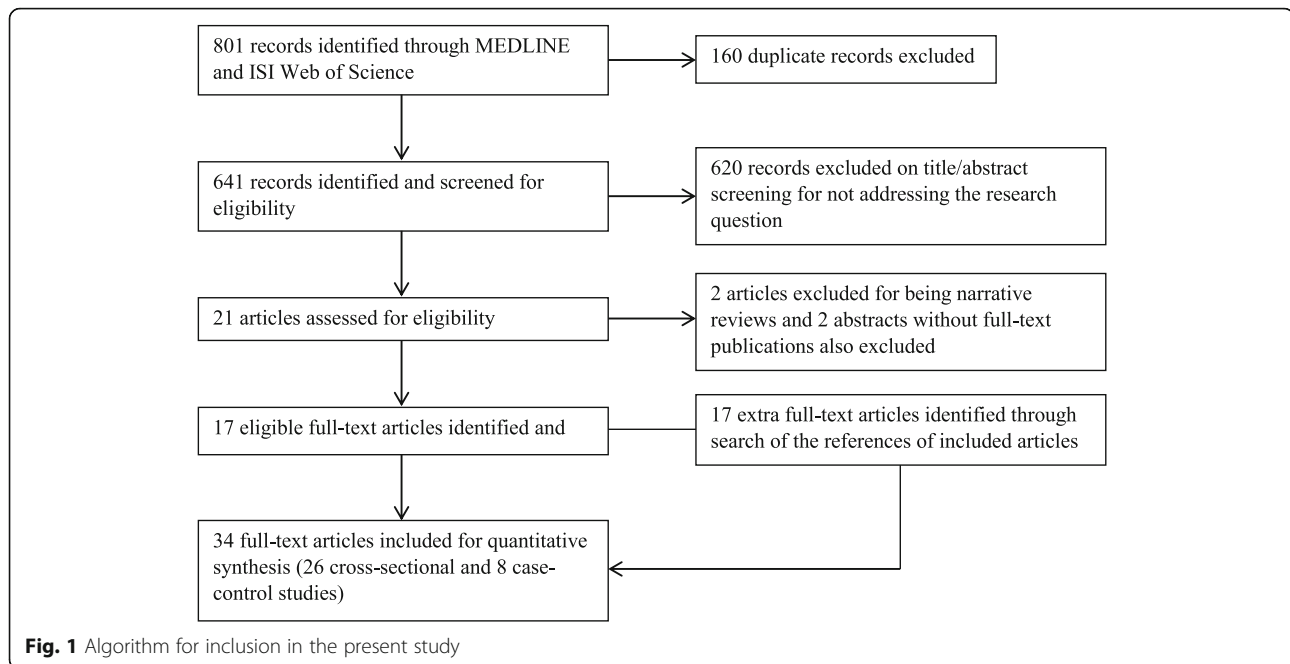 801 records identified through MEDLINE
and ISI Web of Science
160 duplicate records excluded
641 records identified and screened for
eligibility
620 records excluded on title/abstract
screening for not addressing the research
question
21 articles assessed for eligibility
2 articles excluded for being narrative
reviews and 2 abstracts without full-text
publications also excluded
17 eligible full-text articles identified and
17 extra full-text articles identified through
search of the references of included articles
34 full-text articles included for quantitative
synthesis (26 cross-sectional and 8 case-
control studies)
Fig. 1 Algorithm for inclusion in the present study